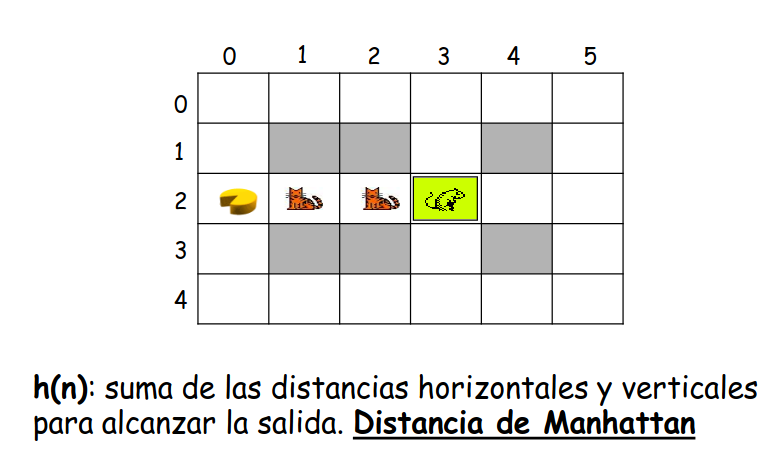 0 1 2 3 4 5
0
1
2
3
4
h(n): suma de las distancias horizontales y verticales
para alcanzar la salida. Distancia de Manhattan